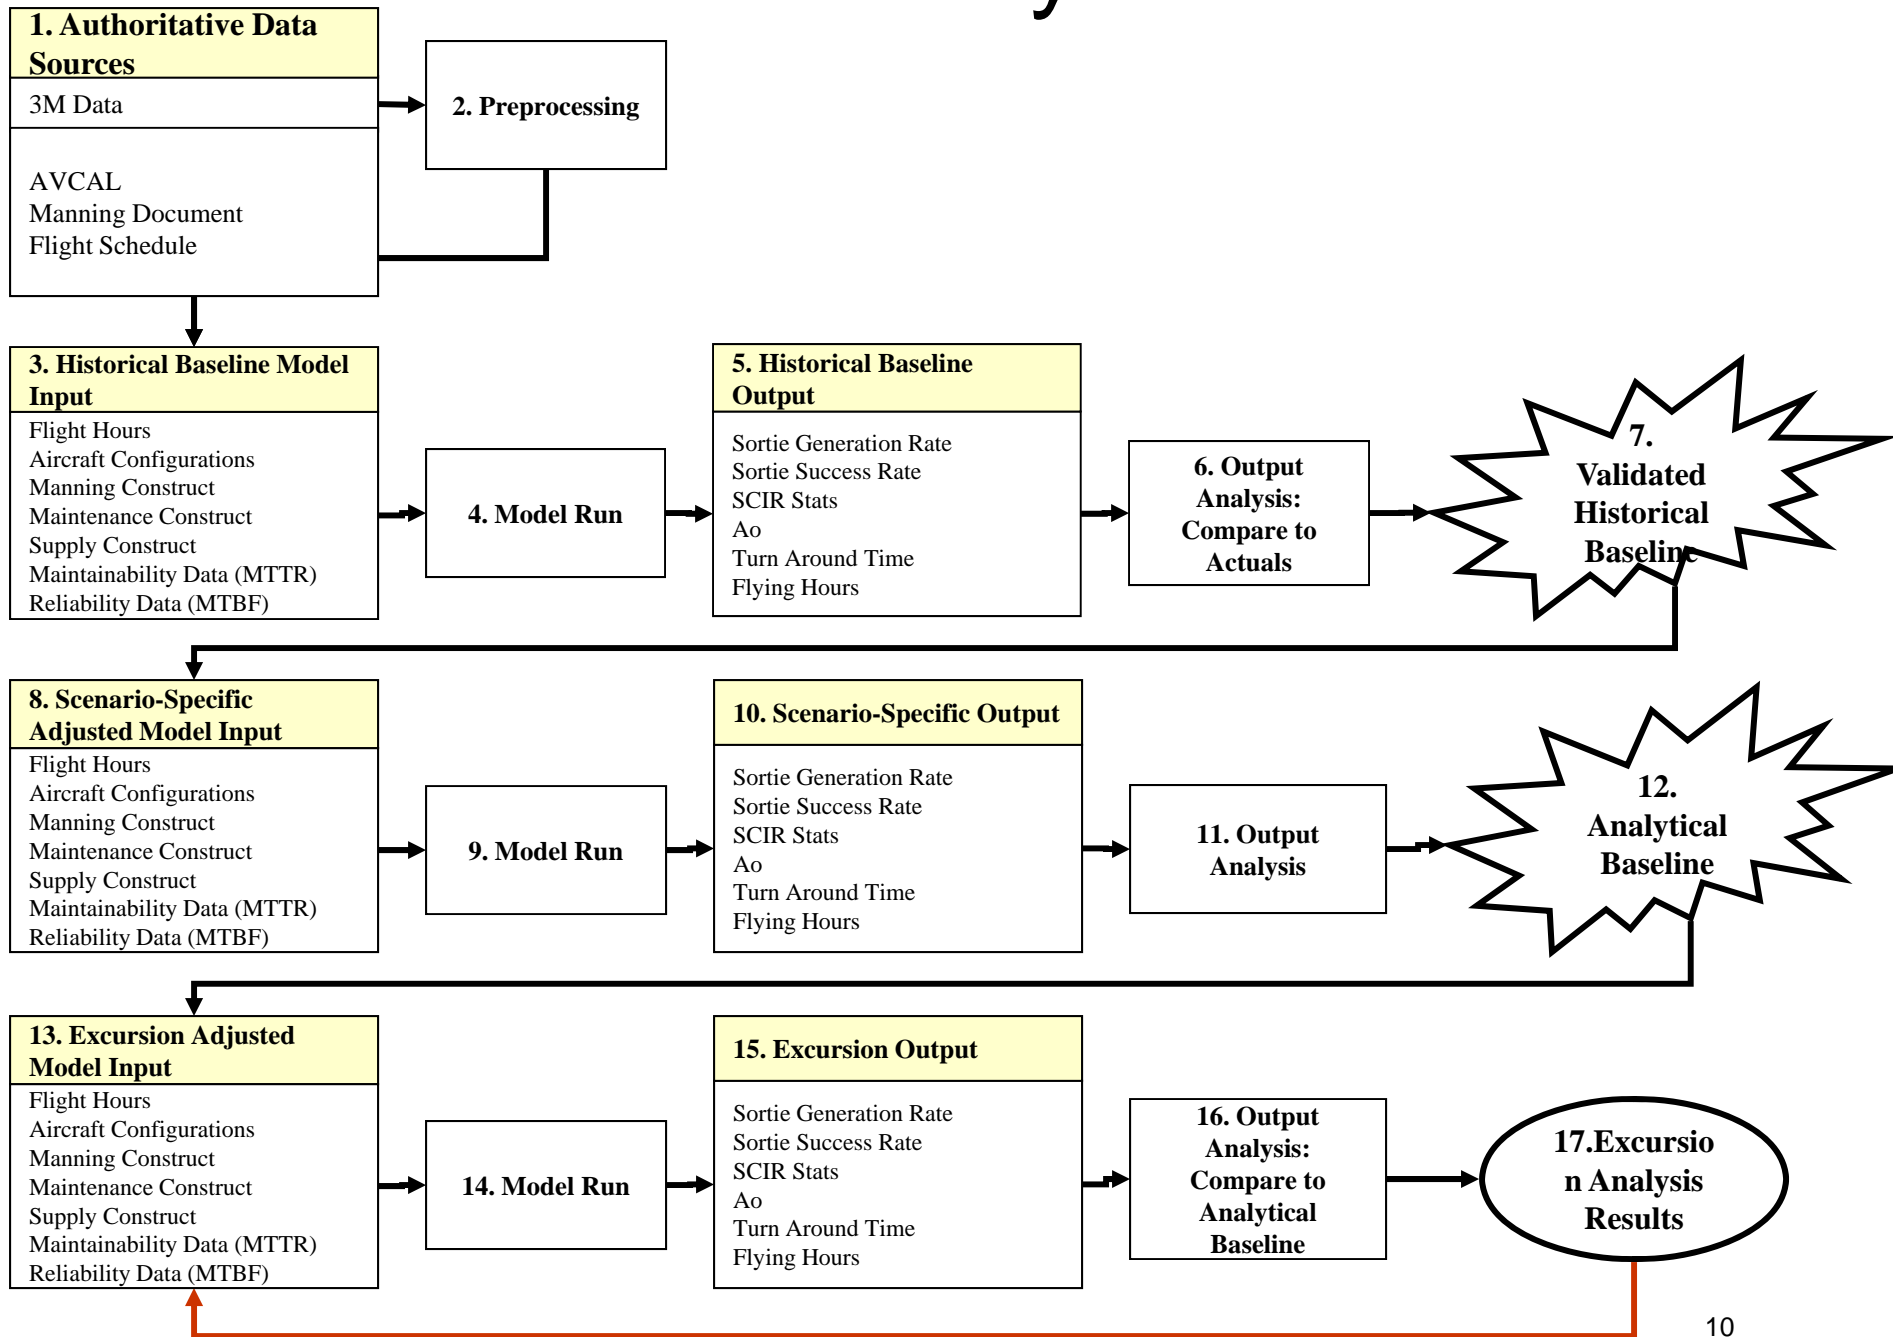 1. Authoritative Data
Sources
3M Data
AVCAL
Manning Document
Flight Schedule
2. Preprocessing
3. Historical Baseline Model
Input
Flight Hours
Aircraft Configurations
Manning Construct
Maintenance Construct
Supply Construct
Maintainability Data (MTTR)
Reliability Data (MTBF)
4. Model Run
5. Historical Baseline
Output
Sortie Generation Rate
Sortie Success Rate
SCIR Stats
Ao
Turn Around Time
Flying Hours
6. Output
Analysis:
Compare to
Actuals
7.
Validated
Historical
Baseline
8. Scenario-Specific
Adjusted Model Input
Flight Hours
Aircraft Configurations
Manning Construct
Maintenance Construct
Supply Construct
Maintainability Data (MTTR)
Reliability Data (MTBF)
9. Model Run
10. Scenario-Specific Output
Sortie Generation Rate
Sortie Success Rate
SCIR Stats
Ao
Turn Around Time
Flying Hours
11. Output
Analysis
12.
Analytical
Baseline
13. Excursion Adjusted
Model Input
Flight Hours
Aircraft Configurations
Manning Construct
Maintenance Construct
Supply Construct
Maintainability Data (MTTR)
Reliability Data (MTBF)
14. Model Run
15. Excursion Output
Sortie Generation Rate
Sortie Success Rate
SCIR Stats
Ao
Turn Around Time
Flying Hours
16. Output
Analysis:
Compare to
Analytical
Baseline
17.Excursio
n Analysis
Results
10